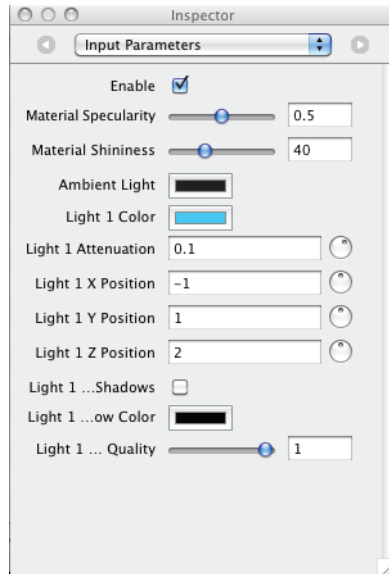 Inspector
Input Parameters
Enable
Material Specularity 0.5
Material Shininess 40
Ambient Light
Light 1 Color
Light 1 Attenuation 0.1
Light 1 X Position -1
Light 1 Y Position 1
Light 1 Z Position 2
Light 1 ...Shadows
Light 1 ...ow Color
Light 1 ... Quality 1